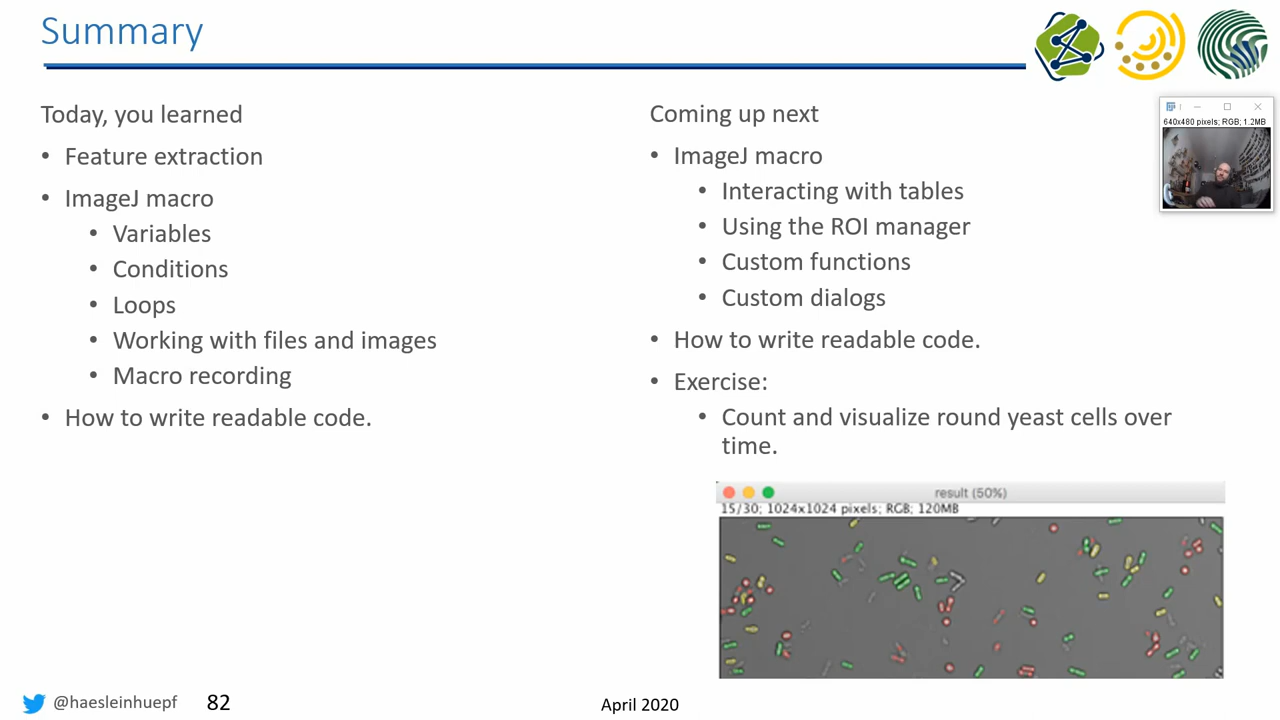 Summary
Today, you learned
• Feature extraction
• ImageJ macro
• Variables
• Conditions
• Loops
• Working with files and images
• Macro recording
• How to write readable code.
Coming up next
• ImageJ macro
• Interacting with tables
• Using the ROI manager
• Custom functions
• Custom dialogs
• How to write readable code.
• Exercise:
• Count and visualize round yeast cells over
time.
640x480 pixels; RGB; 1.2MB
result (50%)
15/30; 1024x1024 pixels; RGB; 120MB
@haesleinhuepf
82
April 2020